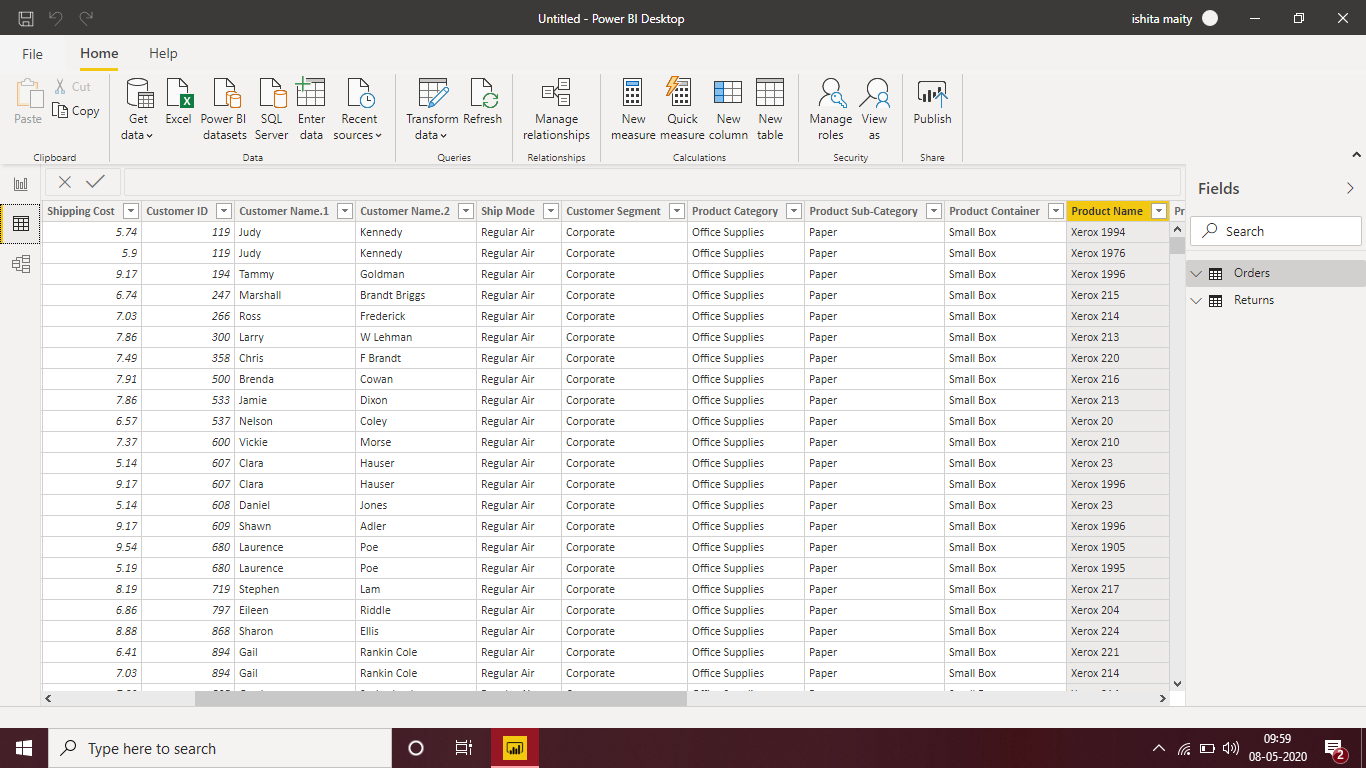 Untitled - Power BI Desktop
ishita maity
File Home Help
Paste Cut Copy
Get data Excel Power BI datasets SQL Server Enter data Recent sources
Transform data Refresh
Manage relationships
New measure Quick measure New column New table
Manage roles View as
Publish
Clipboard Data Queries Relationships Calculations Security Share
Fields
Search
Orders
Returns
Shipping Cost Customer ID Customer Name.1 Customer Name.2 Ship Mode Customer Segment Product Category Product Sub-Category Product Container Product Name Pr
5.74 119 Judy Kennedy Regular Air Corporate Office Supplies Paper Small Box Xerox 1994
5.9 119 Judy Kennedy Regular Air Corporate Office Supplies Paper Small Box Xerox 1976
9.17 194 Tammy Goldman Regular Air Corporate Office Supplies Paper Small Box Xerox 1996
6.74 247 Marshall Brandt Briggs Regular Air Corporate Office Supplies Paper Small Box Xerox 215
7.03 266 Ross Frederick Regular Air Corporate Office Supplies Paper Small Box Xerox 214
7.86 300 Larry W Lehman Regular Air Corporate Office Supplies Paper Small Box Xerox 213
7.49 358 Chris F Brandt Regular Air Corporate Office Supplies Paper Small Box Xerox 220
7.91 500 Brenda Cowan Regular Air Corporate Office Supplies Paper Small Box Xerox 216
7.86 533 Jamie Dixon Regular Air Corporate Office Supplies Paper Small Box Xerox 213
6.57 537 Nelson Coley Regular Air Corporate Office Supplies Paper Small Box Xerox 20
7.37 600 Vickie Morse Regular Air Corporate Office Supplies Paper Small Box Xerox 210
5.14 607 Clara Hauser Regular Air Corporate Office Supplies Paper Small Box Xerox 23
9.17 607 Clara Hauser Regular Air Corporate Office Supplies Paper Small Box Xerox 1996
5.14 608 Daniel Jones Regular Air Corporate Office Supplies Paper Small Box Xerox 23
9.17 609 Shawn Adler Regular Air Corporate Office Supplies Paper Small Box Xerox 1996
9.54 680 Laurence Poe Regular Air Corporate Office Supplies Paper Small Box Xerox 1905
5.19 680 Laurence Poe Regular Air Corporate Office Supplies Paper Small Box Xerox 1995
8.19 719 Stephen Lam Regular Air Corporate Office Supplies Paper Small Box Xerox 217
6.86 797 Eileen Riddle Regular Air Corporate Office Supplies Paper Small Box Xerox 204
8.88 868 Sharon Ellis Regular Air Corporate Office Supplies Paper Small Box Xerox 224
6.41 894 Gail Rankin Cole Regular Air Corporate Office Supplies Paper Small Box Xerox 221
7.03 894 Gail Rankin Cole Regular Air Corporate Office Supplies Paper Small Box Xerox 214
Type here to search
09:59
08-05-2020
2